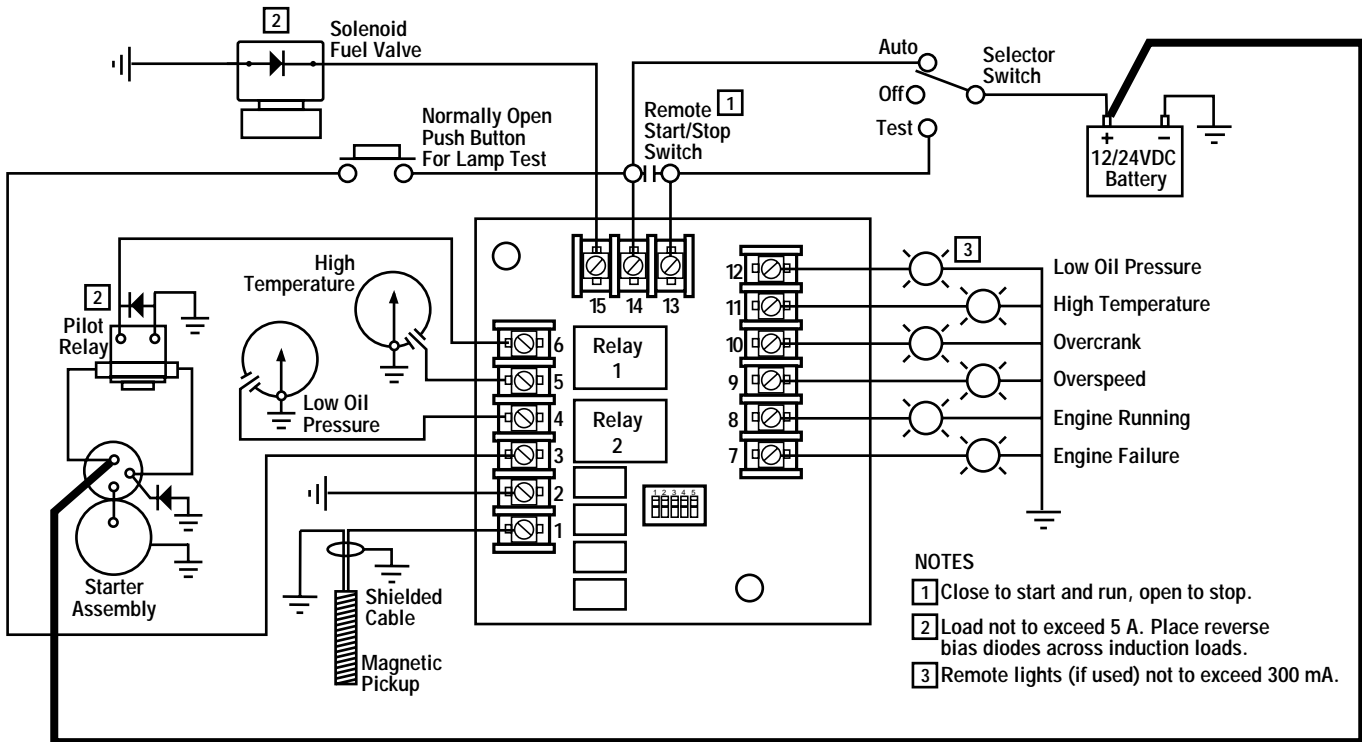 2
Solenoid
Fuel Valve
Auto
Selector
Switch
Off
Test
Remote 1
Start/Stop
Switch
Normally Open
Push Button
For Lamp Test
+ −
12/24VDC
Battery
High
Temperature
2
Pilot
Relay
Low Oil
Pressure
15 14 13
6
5
4
3
2
1
Relay
1
Relay
2
1 2 3 4 5
12
11
10
9
8
7
3
Low Oil Pressure
High Temperature
Overcrank
Overspeed
Engine Running
Engine Failure
Starter
Assembly
Shielded
Cable
Magnetic
Pickup
NOTES
1 Close to start and run, open to stop.
2 Load not to exceed 5 A. Place reverse
bias diodes across induction loads.
3 Remote lights (if used) not to exceed 300 mA.